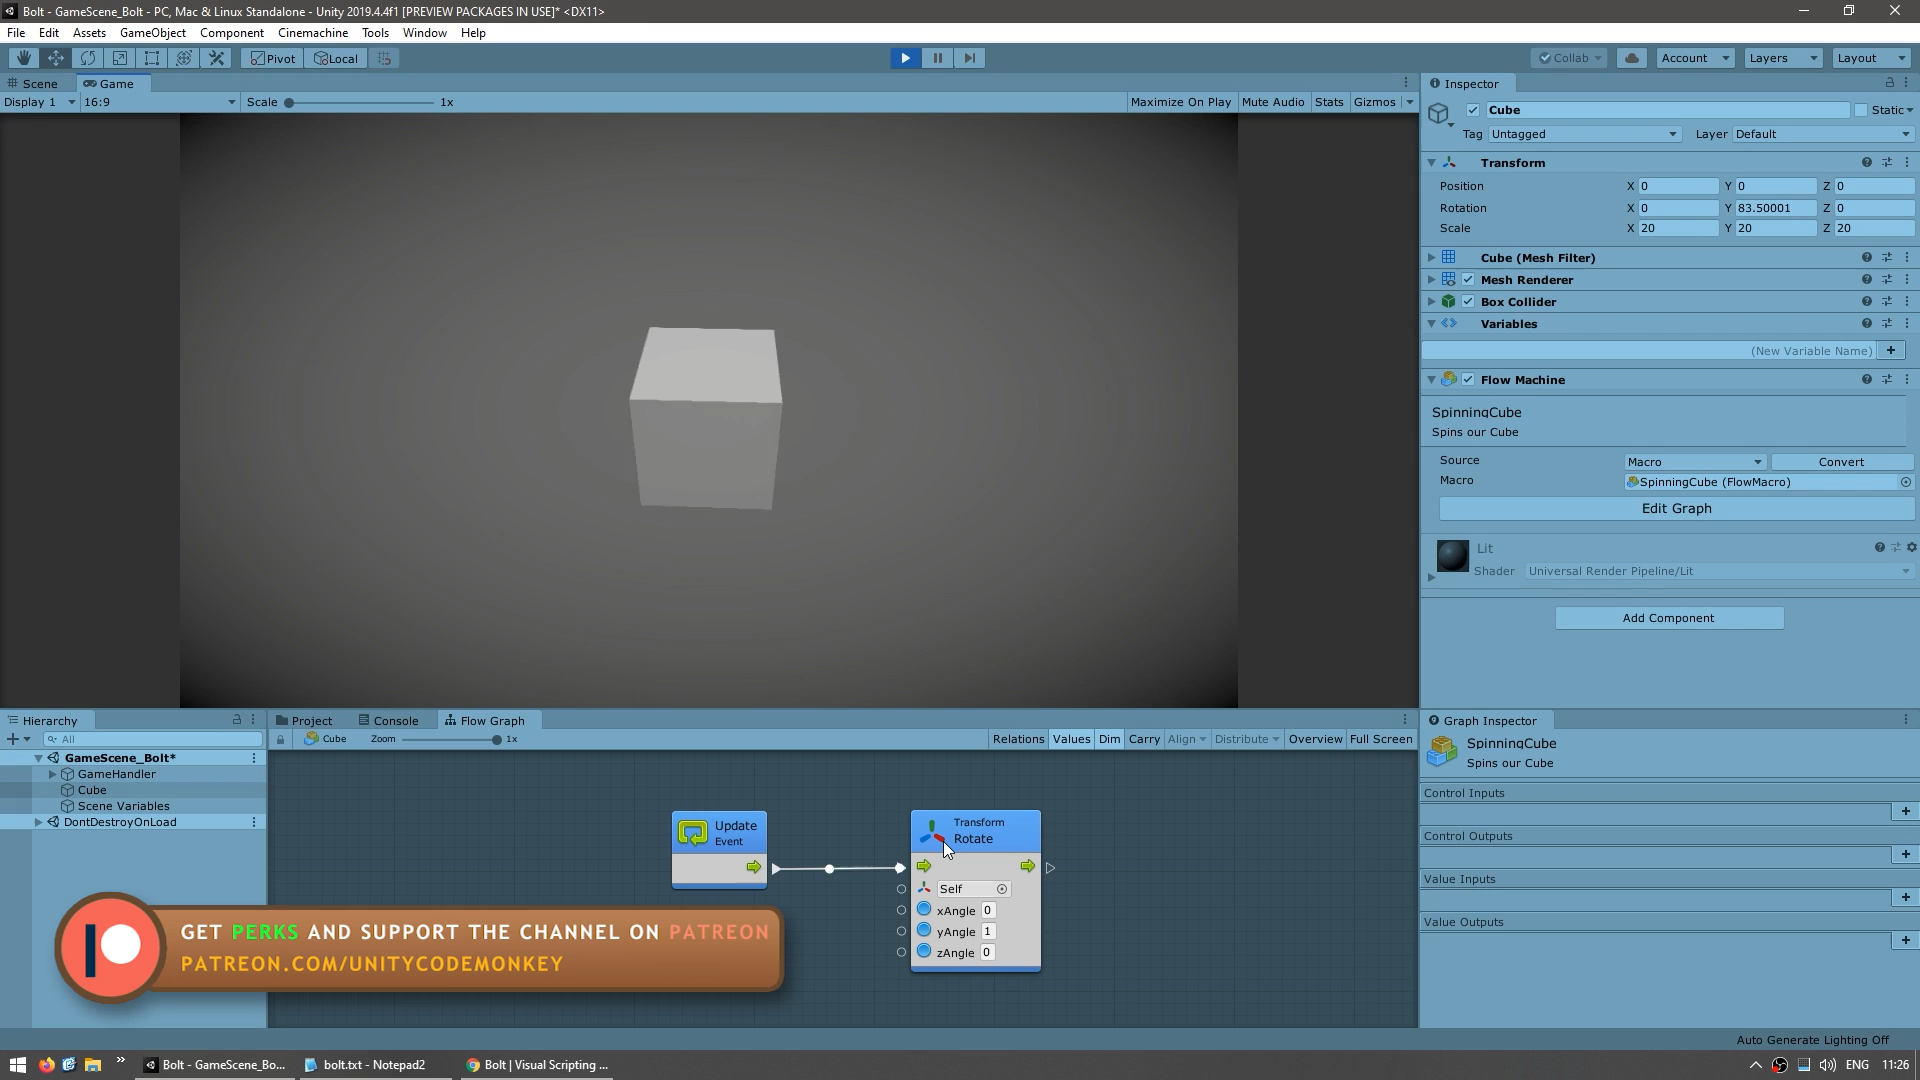 Bolt - GameScene_Bolt - PC, Mac & Linux Standalone - Unity 2019.4.4f1 [PREVIEW PACKAGES IN USE]* <DX11>
File Edit Assets GameObject Component Cinemachine Tools Window Help
Pivot Local Collab Account Layers Layout
Scene Game
Display 1 16:9 Scale 1x Maximize On Play Mute Audio Stats Gizmos
Inspector
Cube Static
Tag Untagged Layer Default
Transform
Position X 0 Y 0 Z 0
Rotation X 0 Y 83.50001 Z 0
Scale X 20 Y 20 Z 20
Cube (Mesh Filter)
Mesh Renderer
Box Collider
Variables
(New Variable Name)
Flow Machine
SpinningCube
Spins our Cube
Source Macro Convert
Macro SpinningCube (FlowMacro)
Edit Graph
Lit
Shader Universal Render Pipeline/Lit
Add Component
Hierarchy
All
GameScene_Bolt*
GameHandler
Cube
Scene Variables
DontDestroyOnLoad
Project Console Flow Graph
Cube Zoom 1x Relations Values Dim Carry Align Distribute Overview Full Screen
Update
Event
Transform
Rotate
Self
xAngle 0
yAngle 1
zAngle 0
GET PERKS AND SUPPORT THE CHANNEL ON PATREON
PATREON.COM/UNITYCODEMONKEY
Graph Inspector
SpinningCube
Spins our Cube
Control Inputs
Control Outputs
Value Inputs
Value Outputs
Auto Generate Lighting Off
Bolt - GameScene_Bo... bolt.txt - Notepad2 Bolt | Visual Scripting ... ENG 11:26